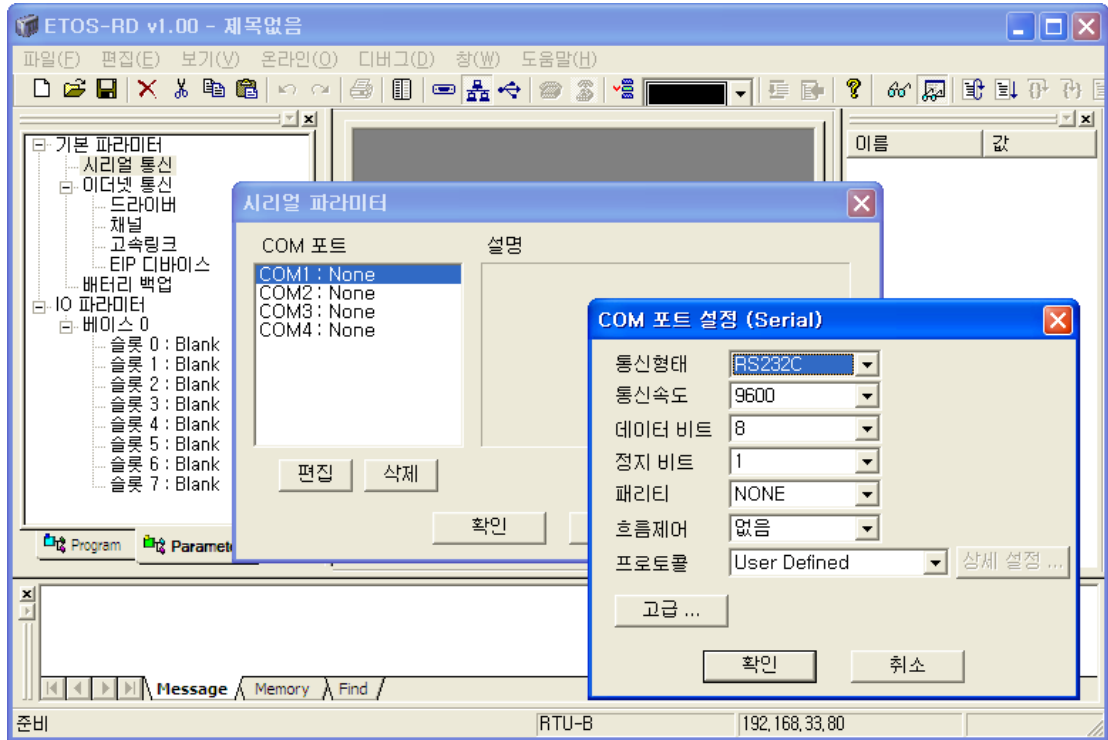 ETOS-RD v1.00 - 제목없음
파일(F) 편집(E) 보기(V) 온라인(O) 디버그(D) 창(W) 도움말(H)
기본 파라미터
시리얼 통신
이더넷 통신
드라이버
채널
고속링크
EIP 디바이스
배터리 백업
IO 파라미터
베이스 0
슬롯 0 : Blank
슬롯 1 : Blank
슬롯 2 : Blank
슬롯 3 : Blank
슬롯 4 : Blank
슬롯 5 : Blank
슬롯 6 : Blank
슬롯 7 : Blank
Program
이름 값
시리얼 파라미터
COM 포트
설명
COM1 : None
COM2 : None
COM3 : None
COM4 : None
편집 삭제
확인
COM 포트 설정 (Serial)
통신형태 RS232C
통신속도 9600
데이터 비트 8
정지 비트 1
패리티 NONE
흐름제어 없음
프로토콜 User Defined 상세 설정 ...
고급 ...
확인 취소
Message Memory Find
준비 RTU-B 192.168.33.80